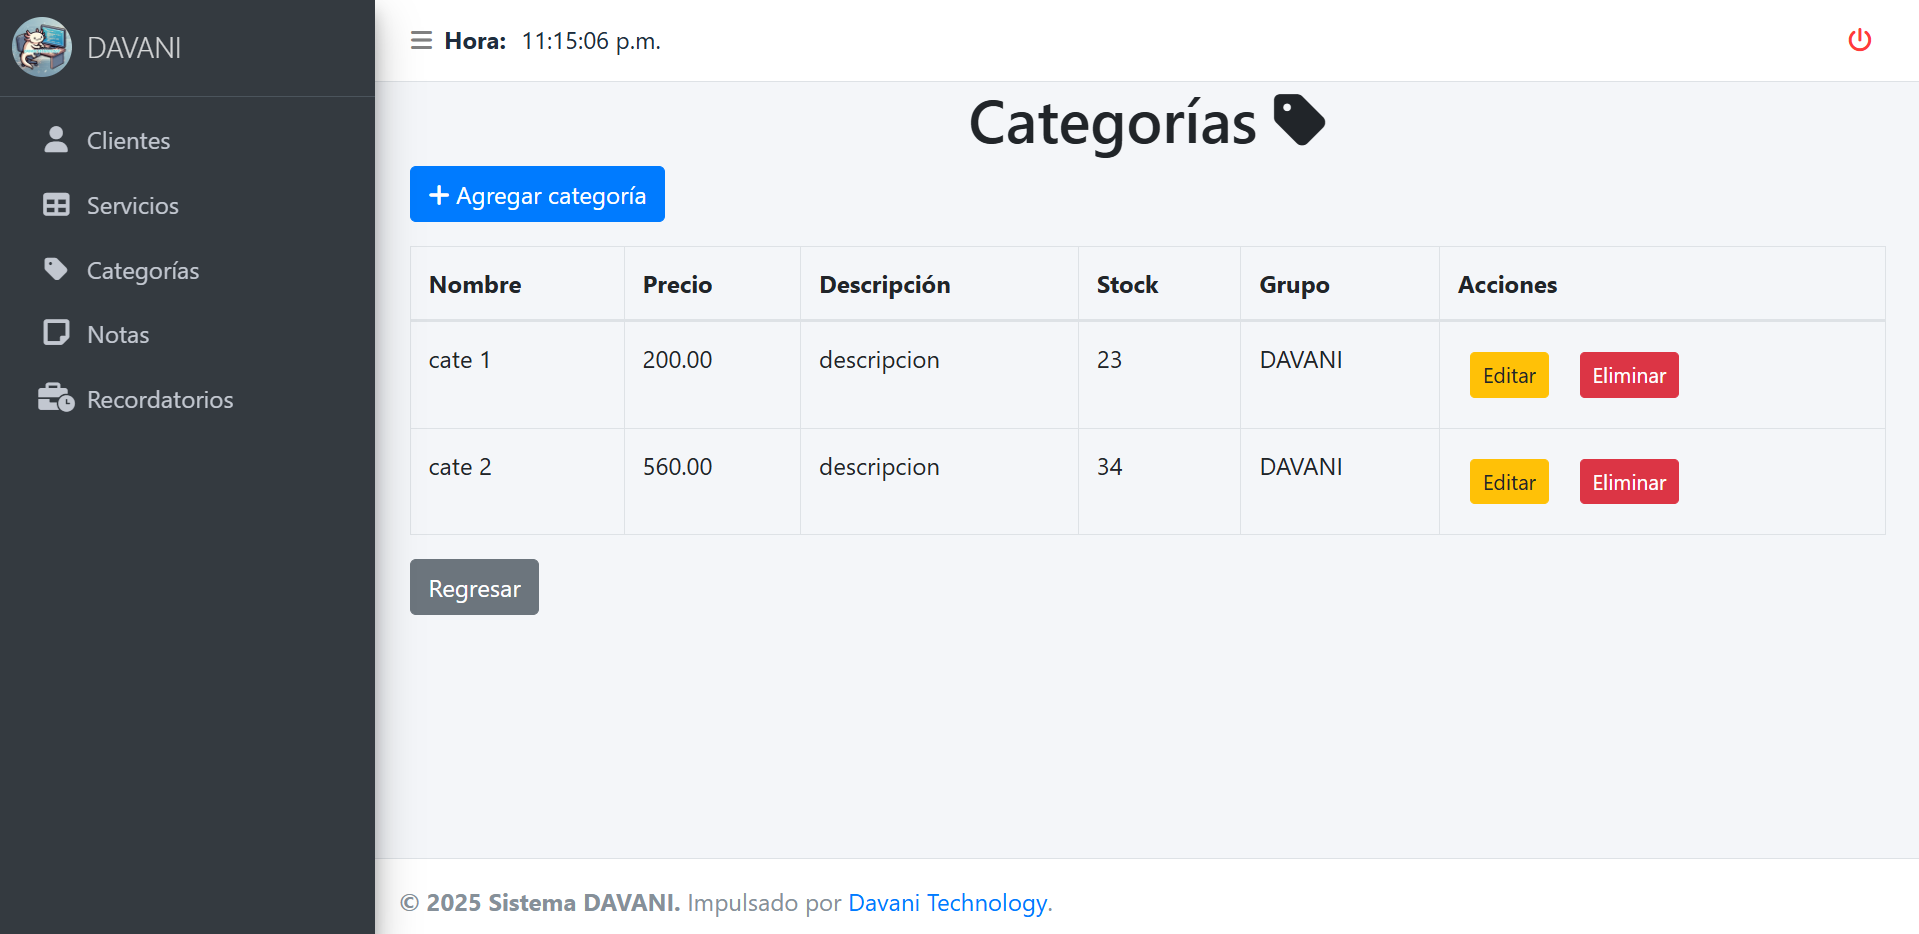 DAVANI
Clientes
Servicios
Categorías
Notas
Recordatorios
Hora: 11:15:06 p.m.
Categorías
Agregar categoría
Nombre Precio Descripción Stock Grupo Acciones
cate 1 200.00 descripcion 23 DAVANI Editar Eliminar
cate 2 560.00 descripcion 34 DAVANI Editar Eliminar
Regresar
© 2025 Sistema DAVANI. Impulsado por Davani Technology.